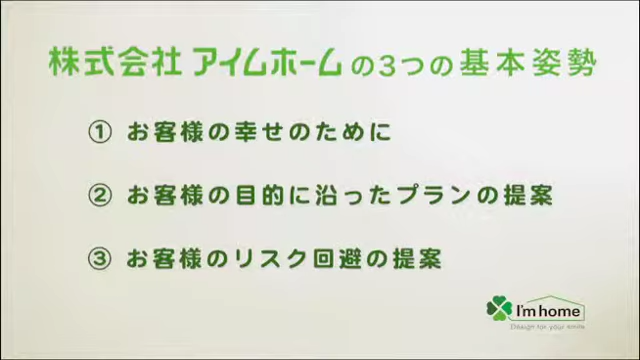 株式会社 アイムホームの3つの基本姿勢
① お客様の幸せのために
② お客様の目的に沿ったプランの提案
③ お客様のリスク回避の提案
I'm home
Design for your smile